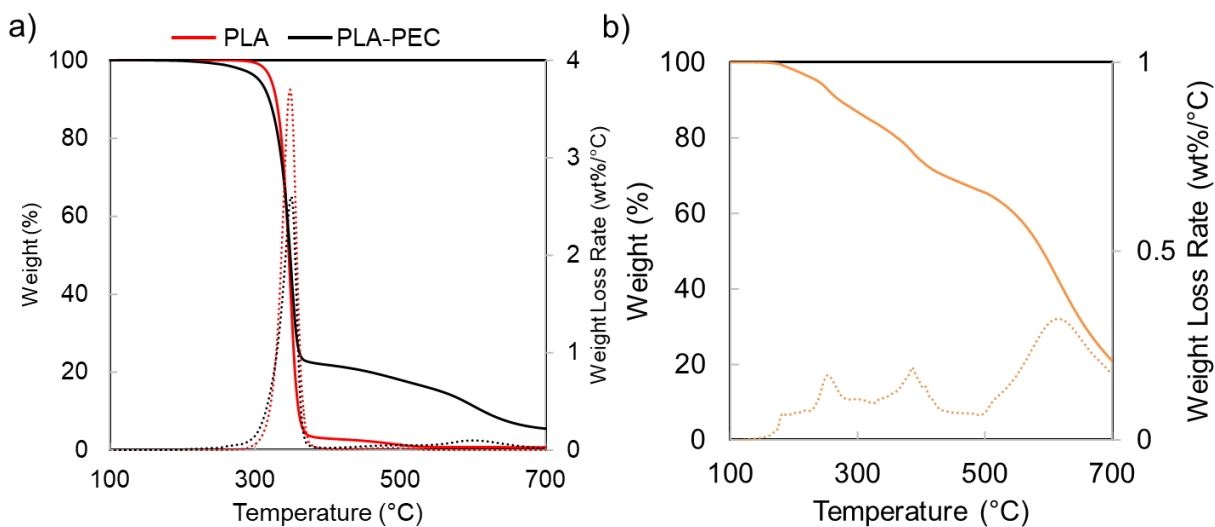 a)
PLA PLA-PEC
100
80
60
40
20
0
Weight (%)
4
3
2
1
0
Weight Loss Rate (wt%/°C)
100 300 500 700
Temperature (°C)
b)
100
80
60
40
20
0
Weight (%)
1
0.5
0
Weight Loss Rate (wt%/°C)
100 300 500 700
Temperature (°C)